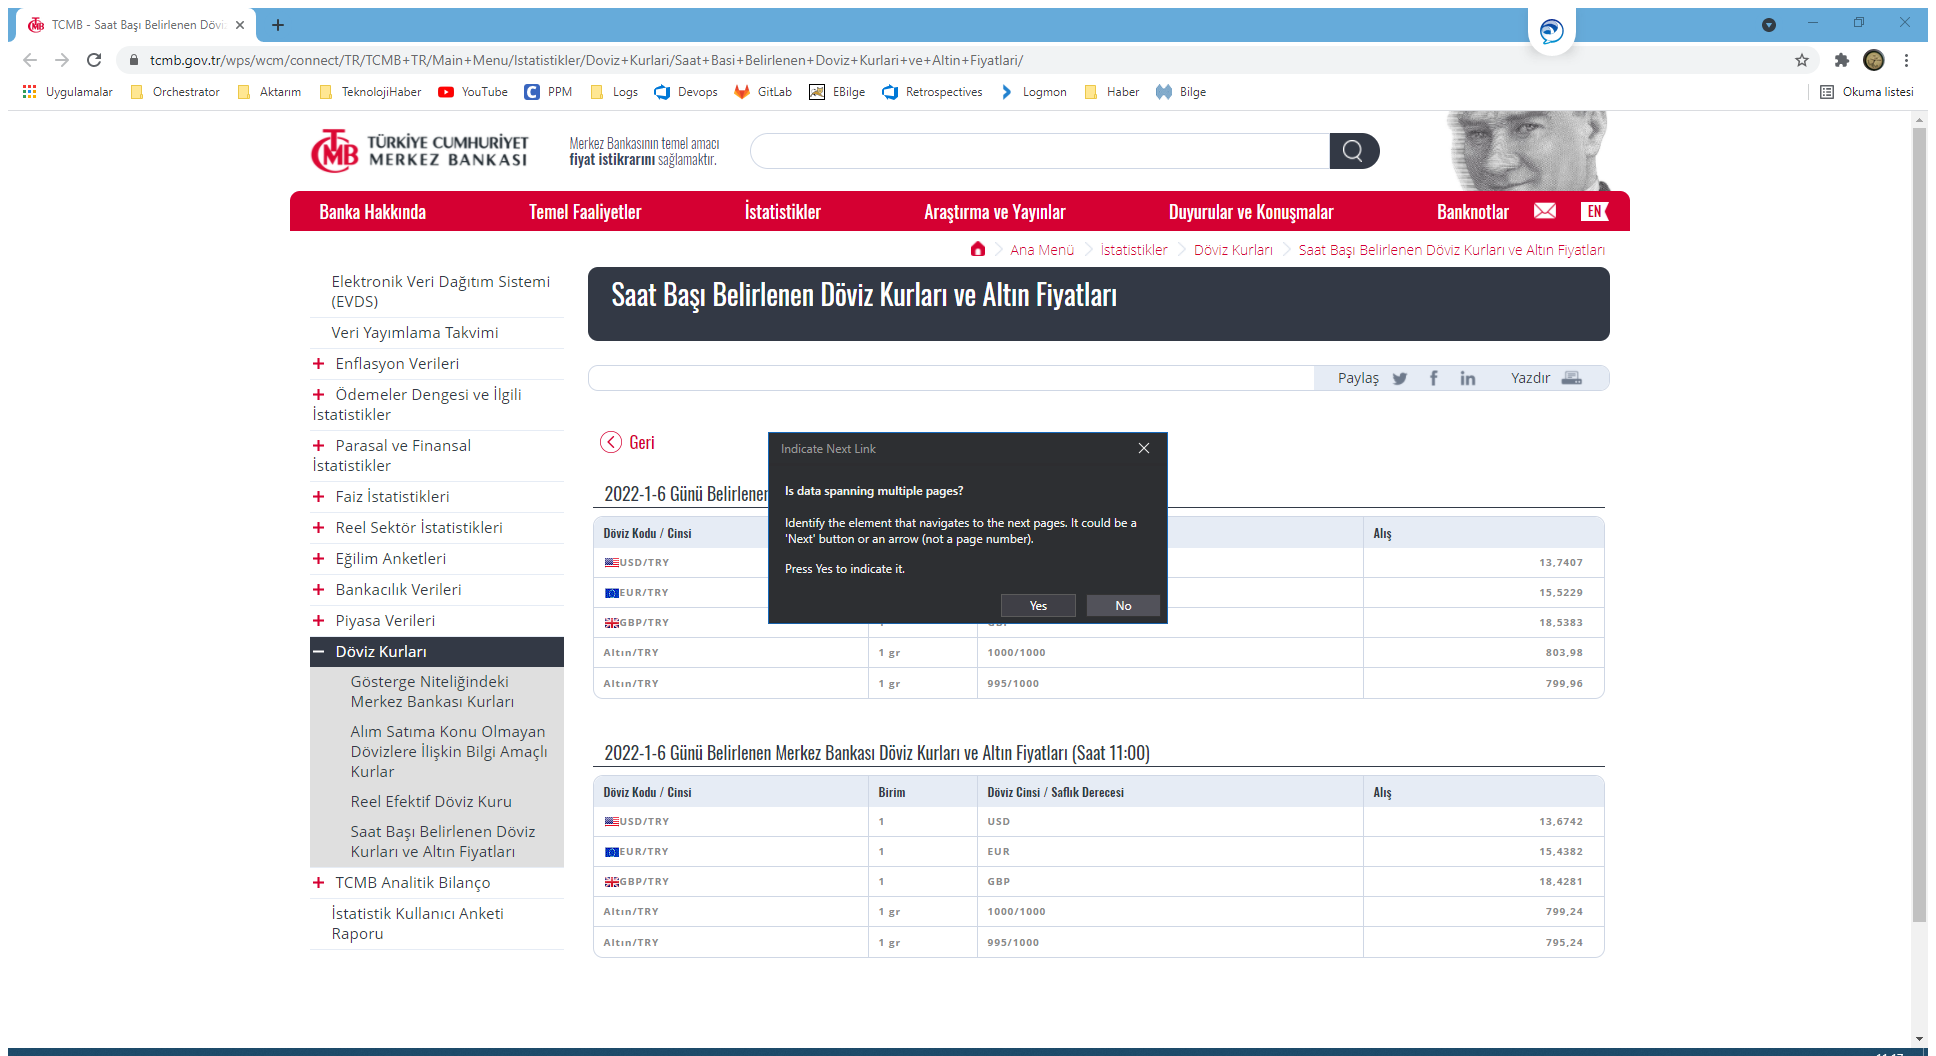 TCMB - Saat Başı Belirlenen Dövi
tcmb.gov.tr/wps/wcm/connect/TR/TCMB+TR/Main+Menu/Istatistikler/Doviz+Kurlari/Saat+Basi+Belirlenen+Doviz+Kurlari+ve+Altin+Fiyatlari/
Uygulamalar Orchestrator Aktarım TeknolojiHaber YouTube PPM Logs Devops GitLab EBilge Retrospectives Logmon Haber Bilge Okuma listesi
TCMB TÜRKİYE CUMHURİYET
MERKEZ BANKASI
Merkez Bankasının temel amacı
fiyat istikrarını sağlamaktır.
Banka Hakkında Temel Faaliyetler İstatistikler Araştırma ve Yayınlar Duyurular ve Konuşmalar Banknotlar EN
Ana Menü İstatistikler Döviz Kurları Saat Başı Belirlenen Döviz Kurları ve Altın Fiyatları
Elektronik Veri Dağıtım Sistemi
(EVDS)
Veri Yayımlama Takvimi
+ Enflasyon Verileri
+ Ödemeler Dengesi ve İlgili
İstatistikler
+ Parasal ve Finansal
İstatistikler
+ Faiz İstatistikleri
+ Reel Sektör İstatistikleri
+ Eğilim Anketleri
+ Bankacılık Verileri
+ Piyasa Verileri
− Döviz Kurları
Gösterge Niteliğindeki
Merkez Bankası Kurları
Alım Satıma Konu Olmayan
Dövizlere İlişkin Bilgi Amaçlı
Kurlar
Reel Efektif Döviz Kuru
Saat Başı Belirlenen Döviz
Kurları ve Altın Fiyatları
+ TCMB Analitik Bilanço
İstatistik Kullanıcı Anketi
Raporu
Saat Başı Belirlenen Döviz Kurları ve Altın Fiyatları
Paylaş Yazdır
Geri
2022-1-6 Günü Belirlenen
Döviz Kodu / Cinsi Alış
USD/TRY 13,7407
EUR/TRY 15,5229
GBP/TRY 18,5383
Altın/TRY 1 gr 1000/1000 803,98
Altın/TRY 1 gr 995/1000 799,96
Indicate Next Link
Is data spanning multiple pages?
Identify the element that navigates to the next pages. It could be a
'Next' button or an arrow (not a page number).
Press Yes to indicate it.
Yes No
2022-1-6 Günü Belirlenen Merkez Bankası Döviz Kurları ve Altın Fiyatları (Saat 11:00)
Döviz Kodu / Cinsi Birim Döviz Cinsi / Saflık Derecesi Alış
USD/TRY 1 USD 13,6742
EUR/TRY 1 EUR 15,4382
GBP/TRY 1 GBP 18,4281
Altın/TRY 1 gr 1000/1000 799,24
Altın/TRY 1 gr 995/1000 795,24